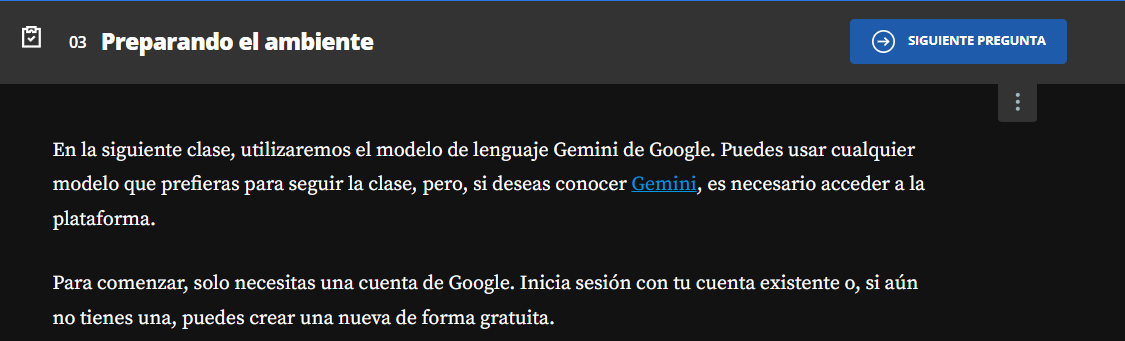 03 Preparando el ambiente
SIGUIENTE PREGUNTA
En la siguiente clase, utilizaremos el modelo de lenguaje Gemini de Google. Puedes usar cualquier
modelo que prefieras para seguir la clase, pero, si deseas conocer Gemini, es necesario acceder a la
plataforma.
Para comenzar, solo necesitas una cuenta de Google. Inicia sesión con tu cuenta existente o, si aún
no tienes una, puedes crear una nueva de forma gratuita.